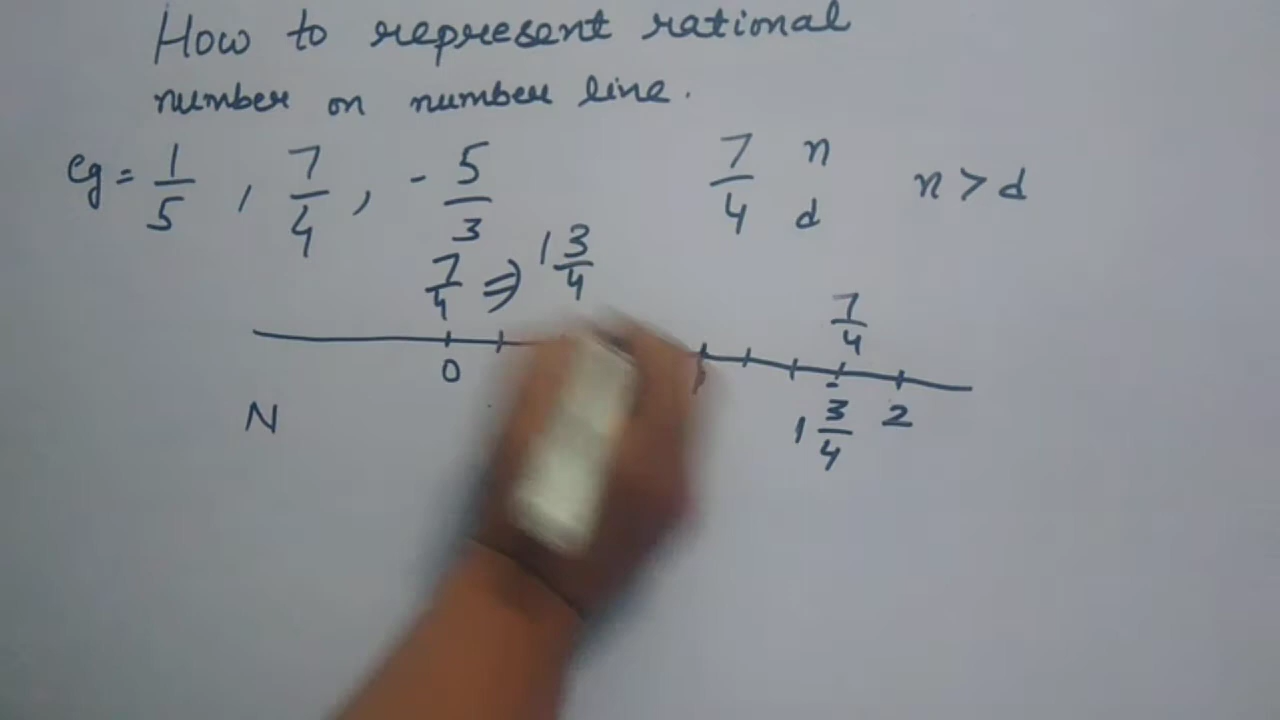 How to represent rational
number on number line.
eg = 1/5 , 7/4 , - 5/3
7/4 n d n > d
7/4 ⇒ 1 3/4
7/4
0 1 3/4 2
N